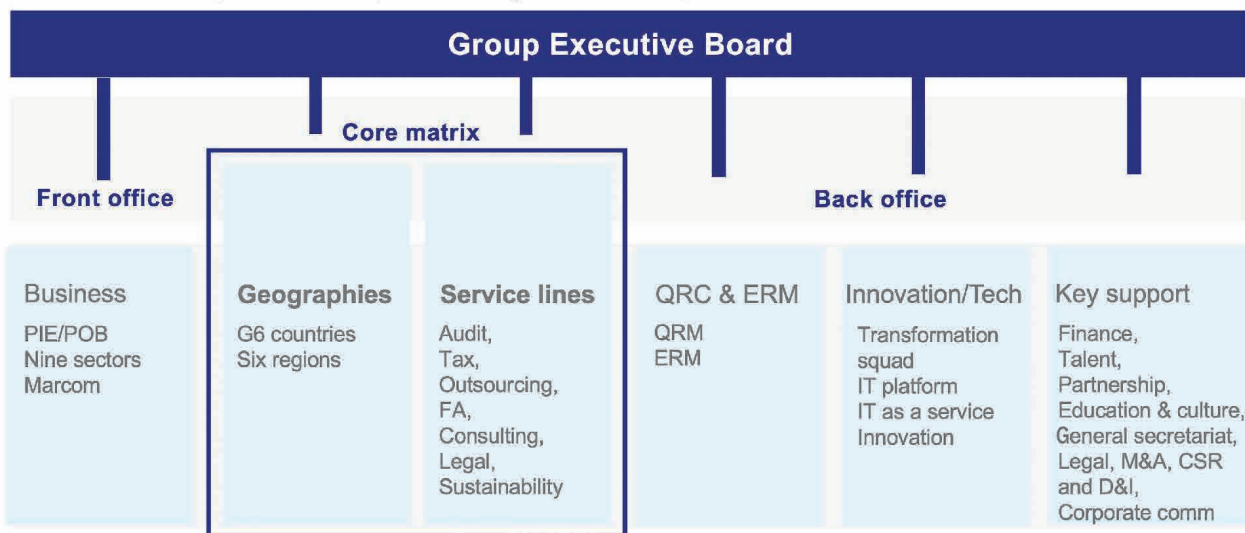 Group Executive Board
Core matrix
Front office
Back office
Business
PIE/POB
Nine sectors
Marcom
Geographies
G6 countries
Six regions
Service lines
Audit,
Tax,
Outsourcing,
FA,
Consulting,
Legal,
Sustainability
QRC & ERM
QRM
ERM
Innovation/Tech
Transformation
squad
IT platform
IT as a service
Innovation
Key support
Finance,
Talent,
Partnership,
Education & culture,
General secretariat,
Legal, M&A, CSR
and D&I,
Corporate comm